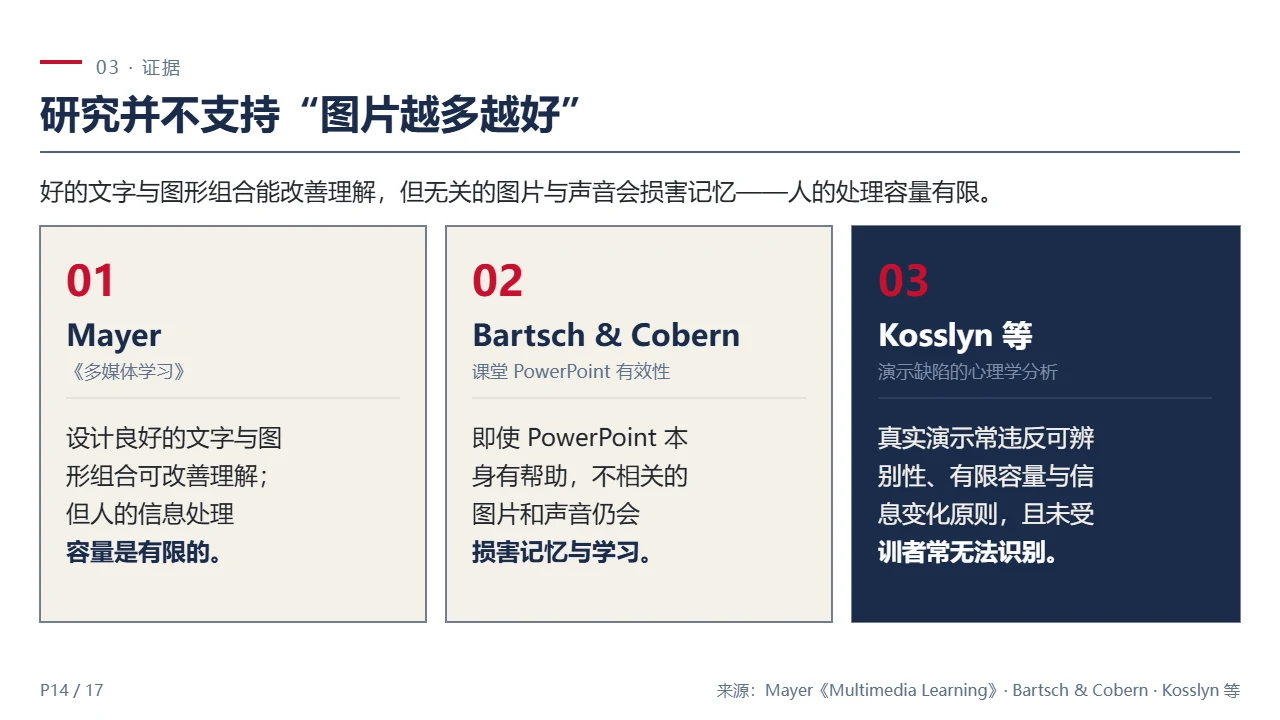 03 · 证据
研究并不支持“图片越多越好”
好的文字与图形组合能改善理解，但无关的图片与声音会损害记忆——人的处理容量有限。
01
Mayer
《多媒体学习》
设计良好的文字与图
形组合可改善理解；
但人的信息处理
容量是有限的。
02
Bartsch & Cobern
课堂 PowerPoint 有效性
即使 PowerPoint 本
身有帮助，不相关的
图片和声音仍会
损害记忆与学习。
03
Kosslyn 等
演示缺陷的心理学分析
真实演示常违反可辨
别性、有限容量与信
息变化原则，且未受
训者常无法识别。
P14 / 17
来源：Mayer《Multimedia Learning》· Bartsch & Cobern · Kosslyn 等